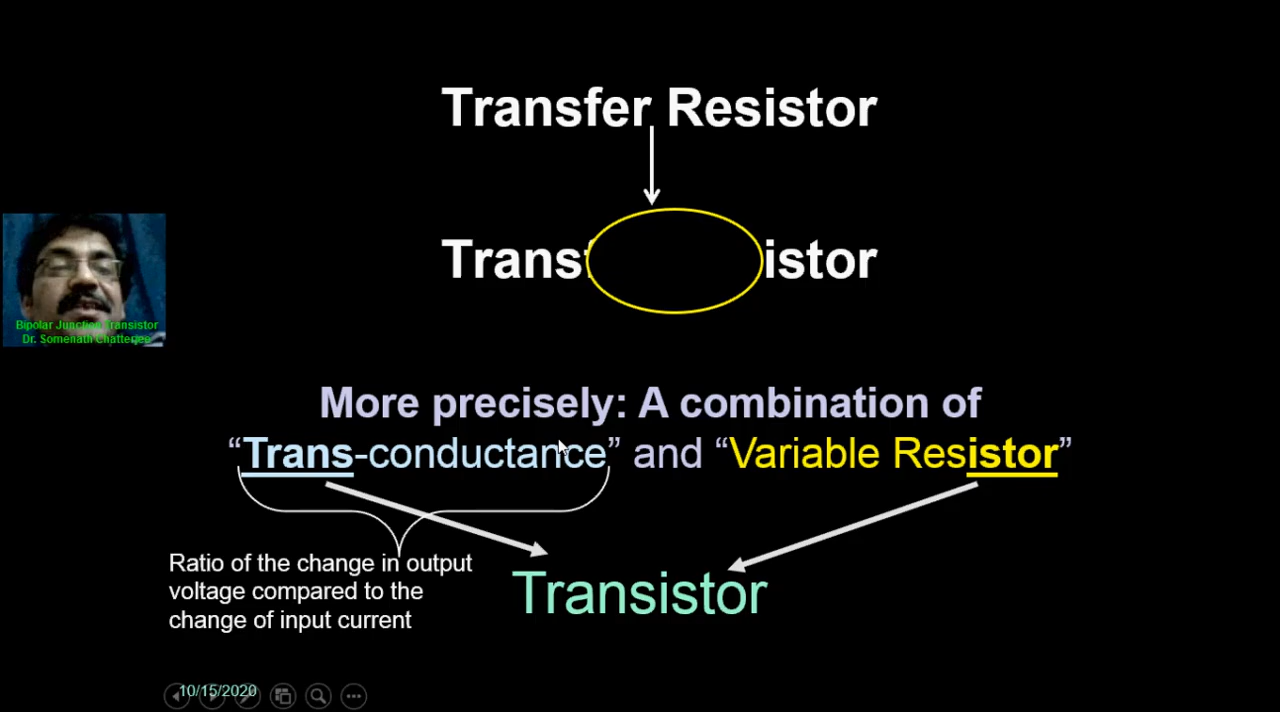 Transfer Resistor
Trans istor
Bipolar Junction Transistor
Dr. Somenath Chatterjee
More precisely: A combination of
“Trans-conductance” and “Variable Resistor”
Ratio of the change in output
voltage compared to the
change of input current
Transistor
10/15/2020